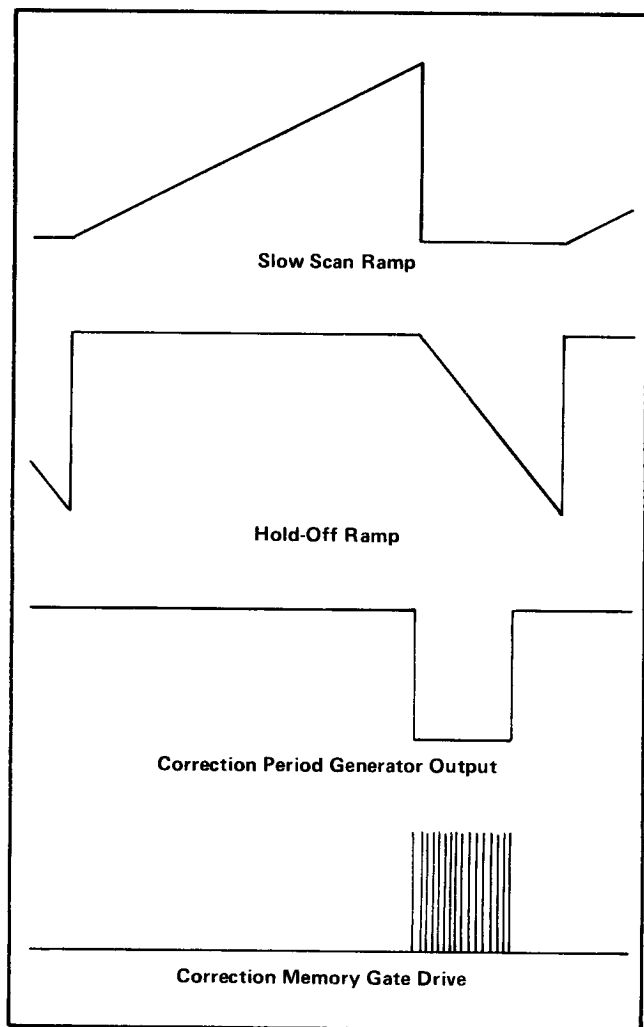 Slow Scan Ramp
Hold-Off Ramp
Correction Period Generator Output
Correction Memory Gate Drive